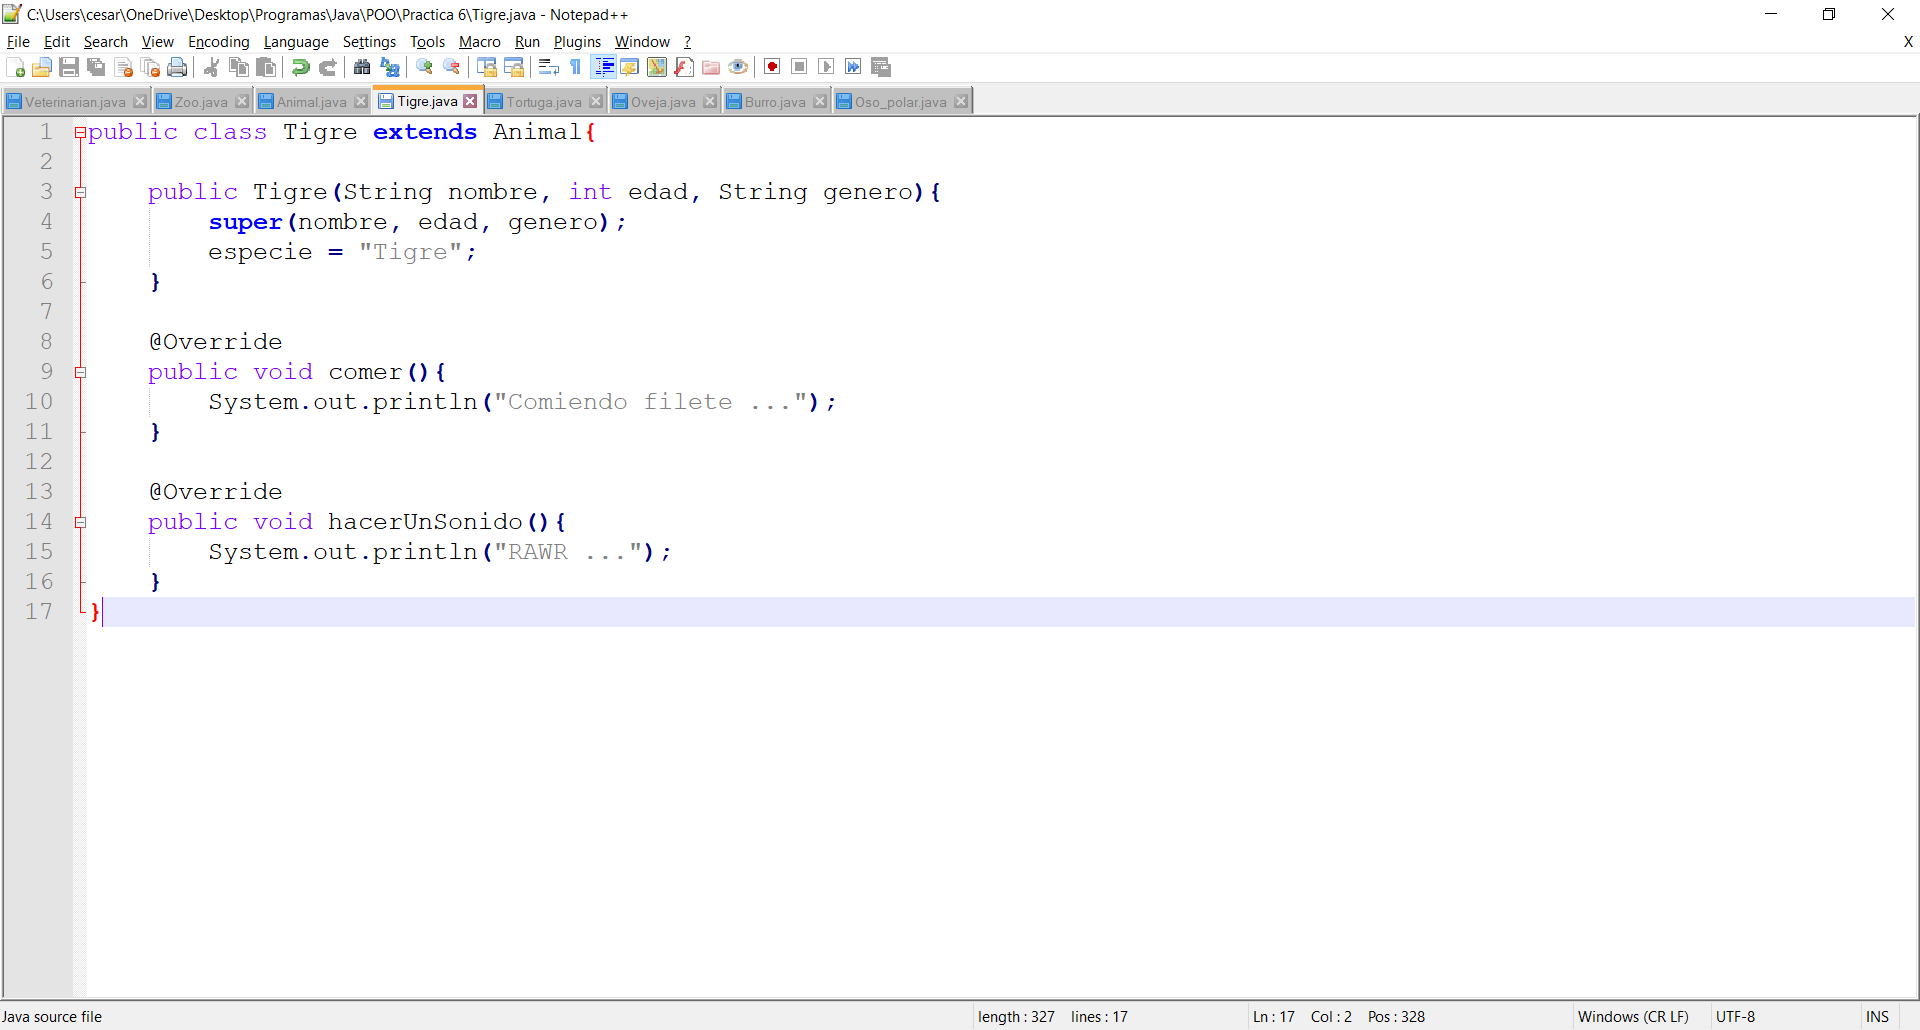 C:\Users\cesar\OneDrive\Desktop\Programas\Java\POO\Practica 6\Tigre.java - Notepad++
File Edit Search View Encoding Language Settings Tools Macro Run Plugins Window ? X
Veterinarian.java Zoo.java Animal.java Tigre.java Tortuga.java Oveja.java Burro.java Oso_polar.java
1 public class Tigre extends Animal{
2
3 public Tigre(String nombre, int edad, String genero){
4 super(nombre, edad, genero);
5 especie = "Tigre";
6 }
7
8 @Override
9 public void comer(){
10 System.out.println("Comiendo filete ...");
11 }
12
13 @Override
14 public void hacerUnSonido(){
15 System.out.println("RAWR ...");
16 }
17 }
Java source file length : 327 lines : 17 Ln : 17 Col : 2 Pos : 328 Windows (CR LF) UTF-8 INS